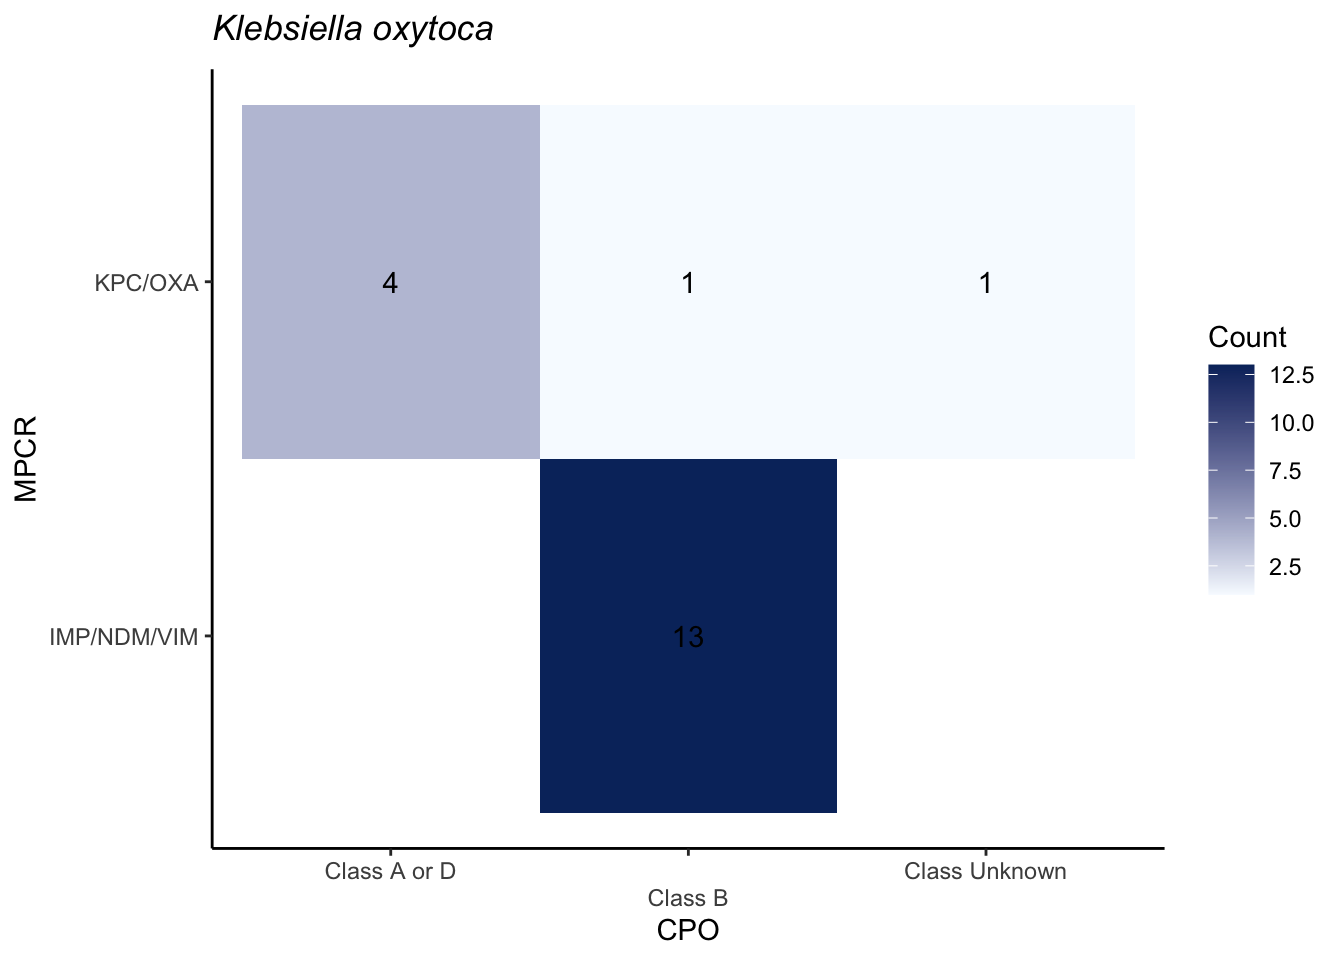 Klebsiella oxytoca
MPCR
KPC/OXA
IMP/NDM/VIM
4
1
1
13
Class A or D
Class B
Class Unknown
CPO
Count
12.5
10.0
7.5
5.0
2.5